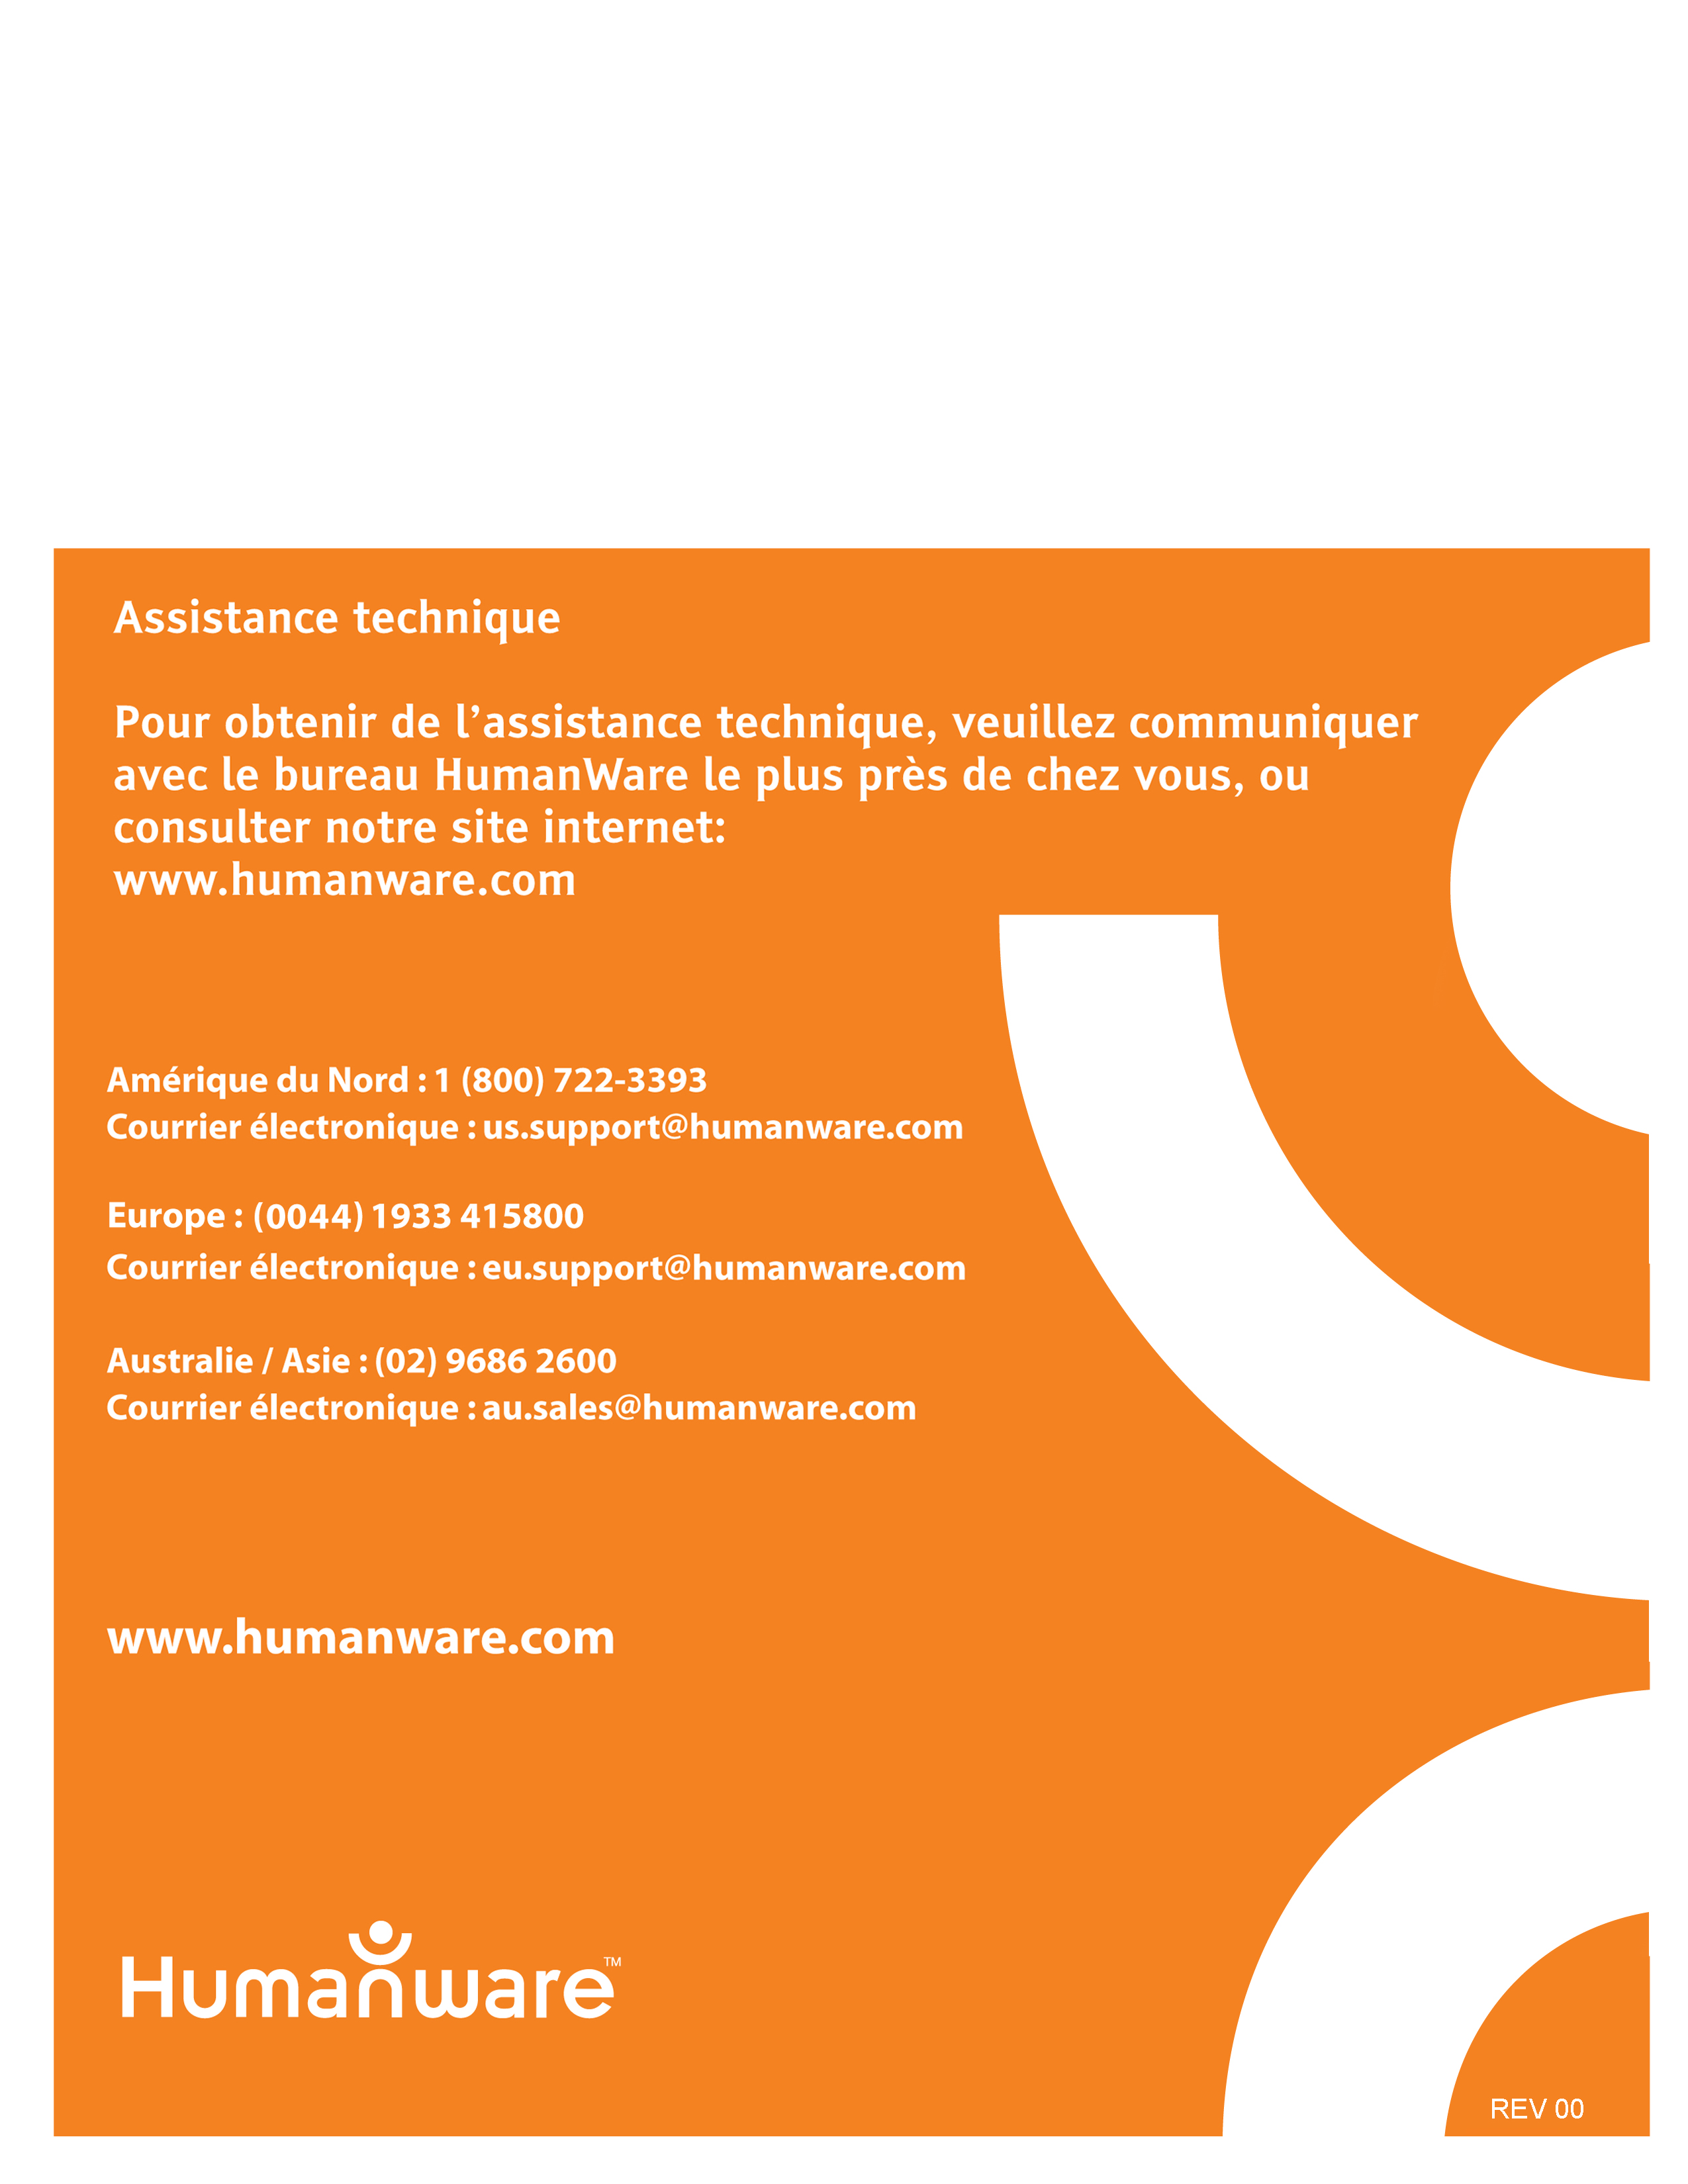 Assistance technique
Pour obtenir de l'assistance technique, veuillez communiquer
avec le bureau HumanWare le plus près de chez vous, ou
consulter notre site internet:
www.humanware.com
Amérique du Nord : 1 (800) 722-3393
Courrier électronique : us.support@humanware.com
Europe : (0044) 1933 415800
Courrier électronique : eu.support@humanware.com
Australie / Asie : (02) 9686 2600
Courrier électronique : au.sales@humanware.com
www.humanware.com
Humanware™
REV 00